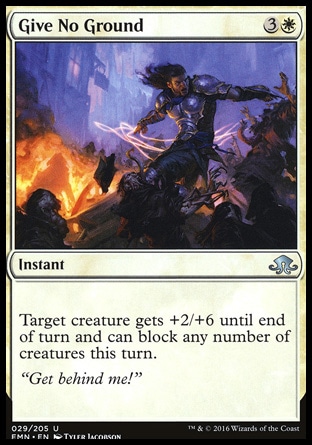 Give No Ground 3
Instant
Target creature gets +2/+6 until end
of turn and can block any number of
creatures this turn.
“Get behind me!”
029/205 U
EMN • EN Tyler Jacobson ™ & © 2016 Wizards of the Coast